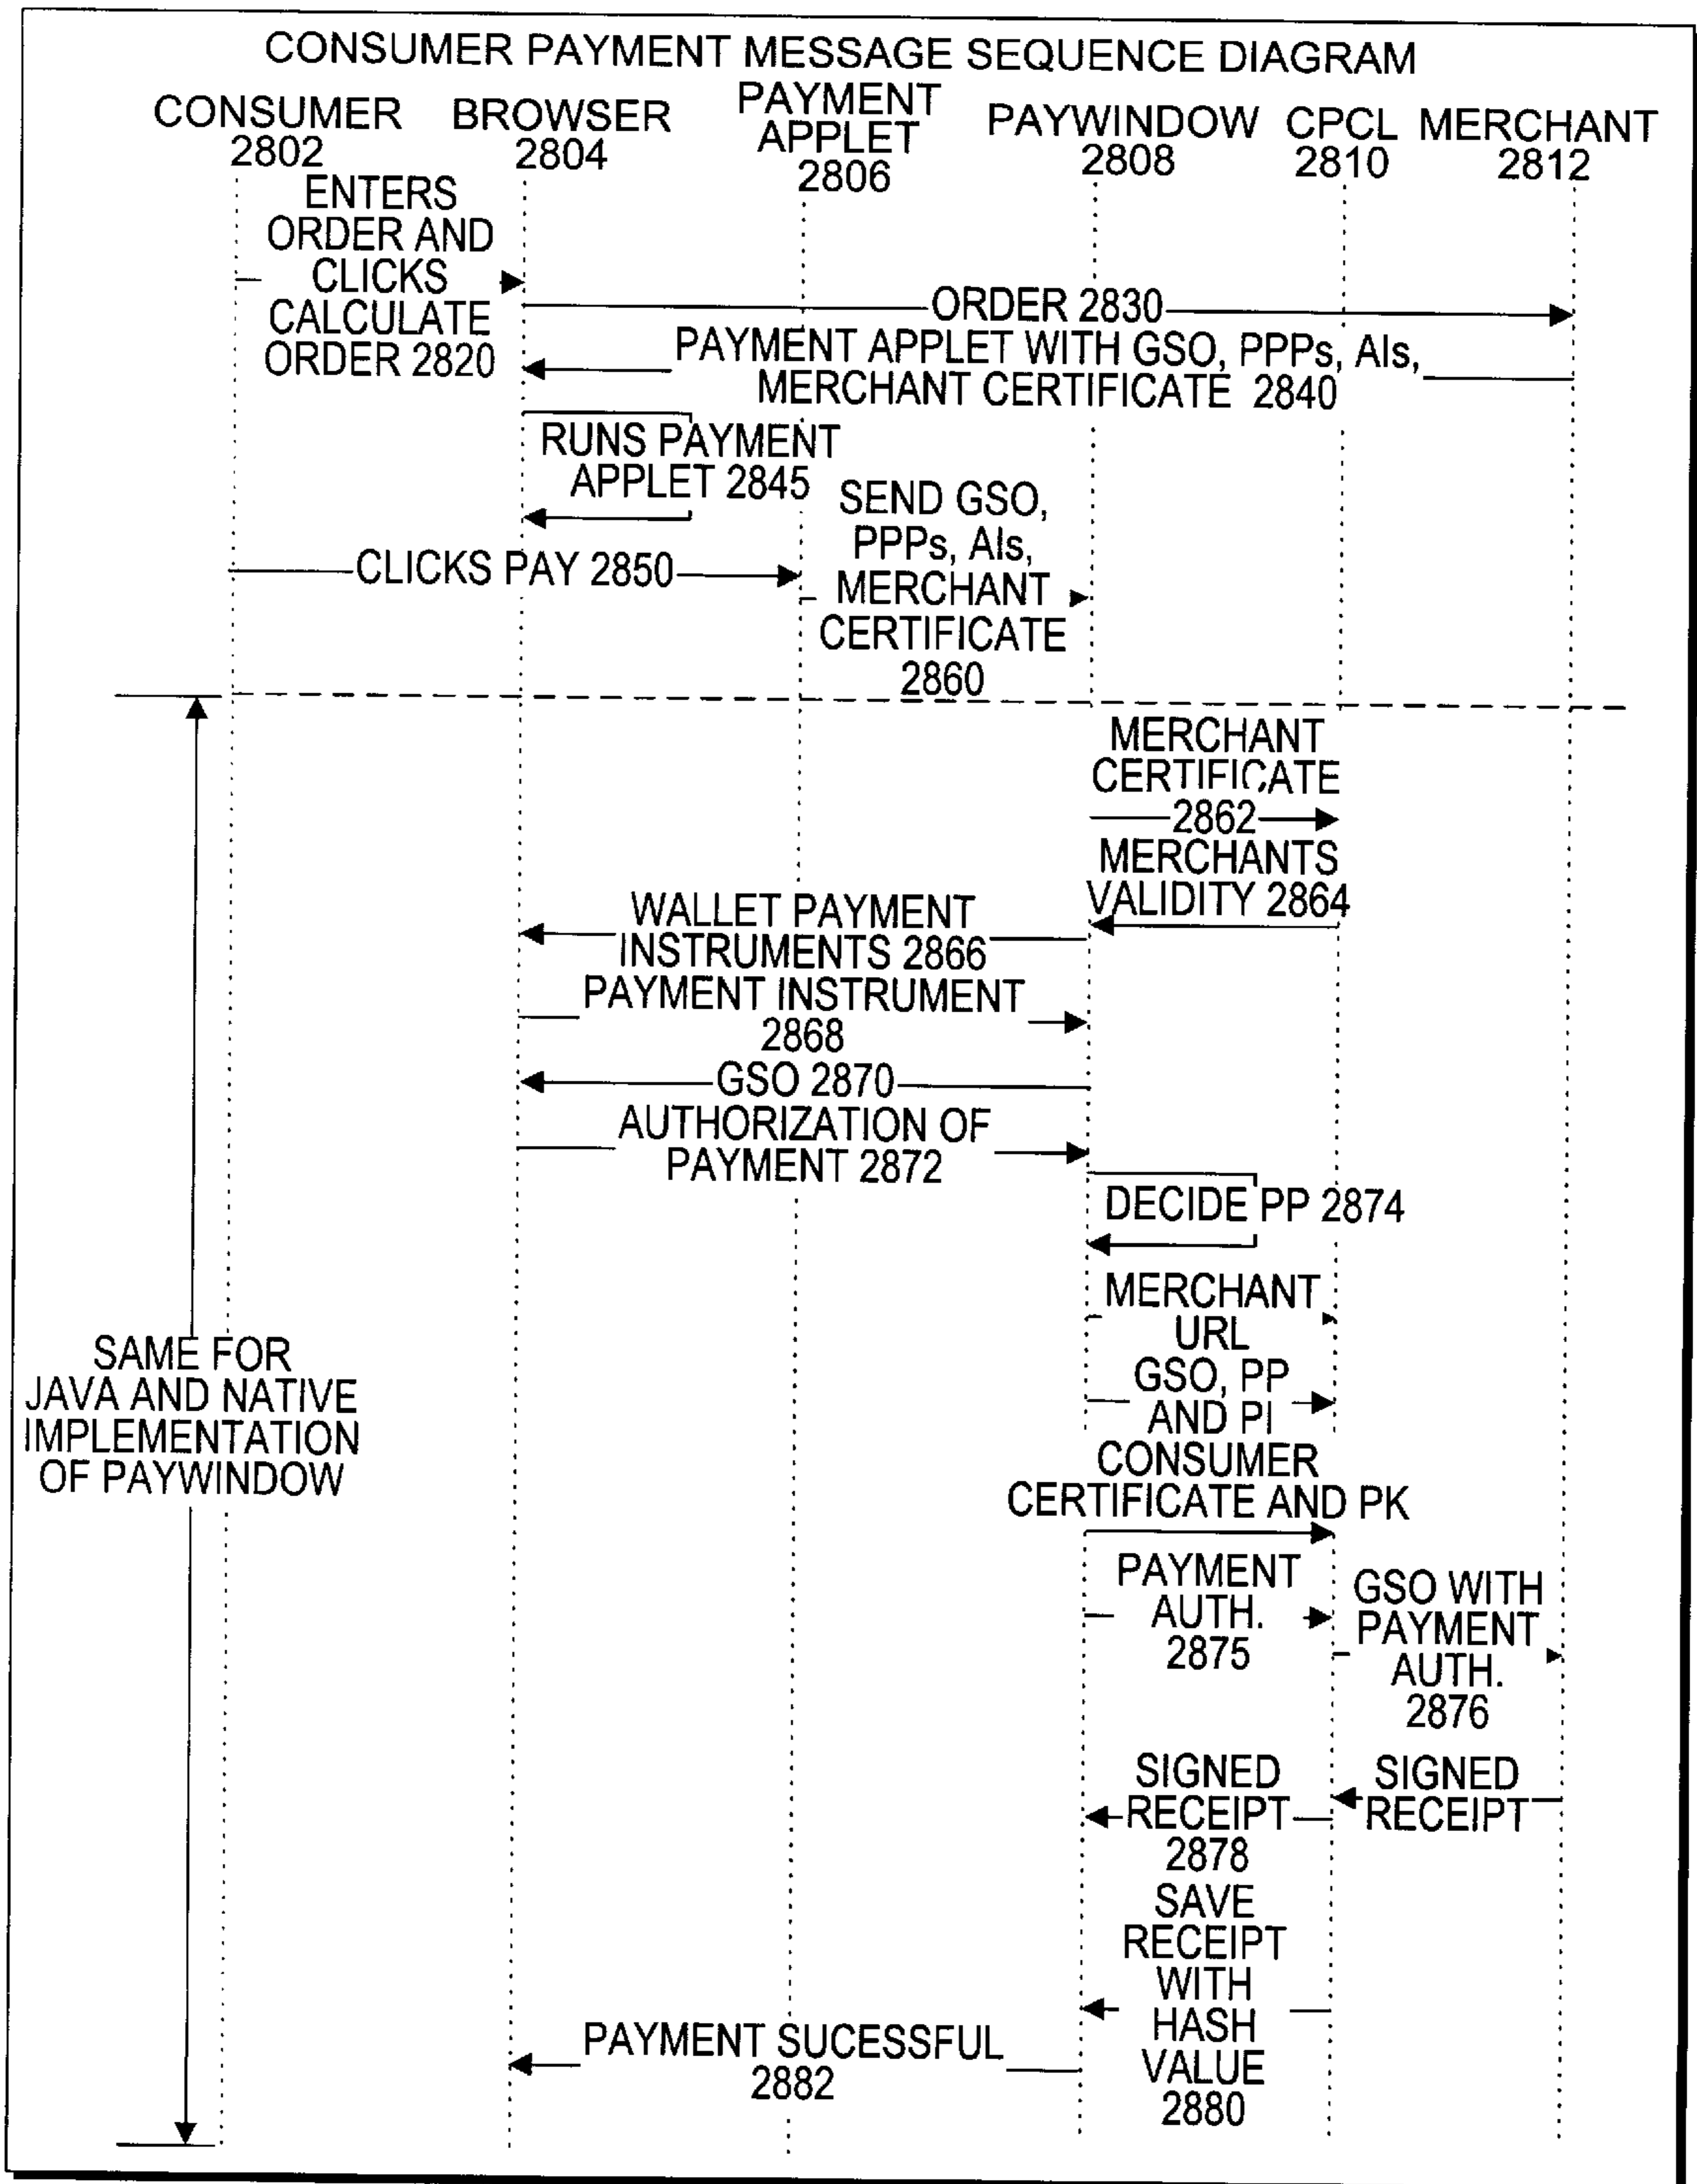 CONSUMER PAYMENT MESSAGE SEQUENCE DIAGRAM
CONSUMER
2802
BROWSER
2804
PAYMENT
APPLET
2806
PAYWINDOW
2808
CPCL
2810
MERCHANT
2812
ENTERS
ORDER AND
CLICKS
CALCULATE
ORDER 2820
ORDER 2830
PAYMENT APPLET WITH GSO, PPPs, AIs,
MERCHANT CERTIFICATE 2840
RUNS PAYMENT
APPLET 2845
CLICKS PAY 2850
SEND GSO,
PPPs, AIs,
MERCHANT
CERTIFICATE
2860
MERCHANT
CERTIFICATE
2862
MERCHANTS
VALIDITY 2864
WALLET PAYMENT
INSTRUMENTS 2866
PAYMENT INSTRUMENT
2868
GSO 2870
AUTHORIZATION OF
PAYMENT 2872
DECIDE PP 2874
MERCHANT
URL
GSO, PP
AND PI
CONSUMER
CERTIFICATE AND PK
SAME FOR
JAVA AND NATIVE
IMPLEMENTATION
OF PAYWINDOW
PAYMENT
AUTH.
2875
GSO WITH
PAYMENT
AUTH.
2876
SIGNED
RECEIPT
SIGNED
RECEIPT
2878
SAVE
RECEIPT
WITH
HASH
VALUE
2880
PAYMENT SUCESSFUL
2882